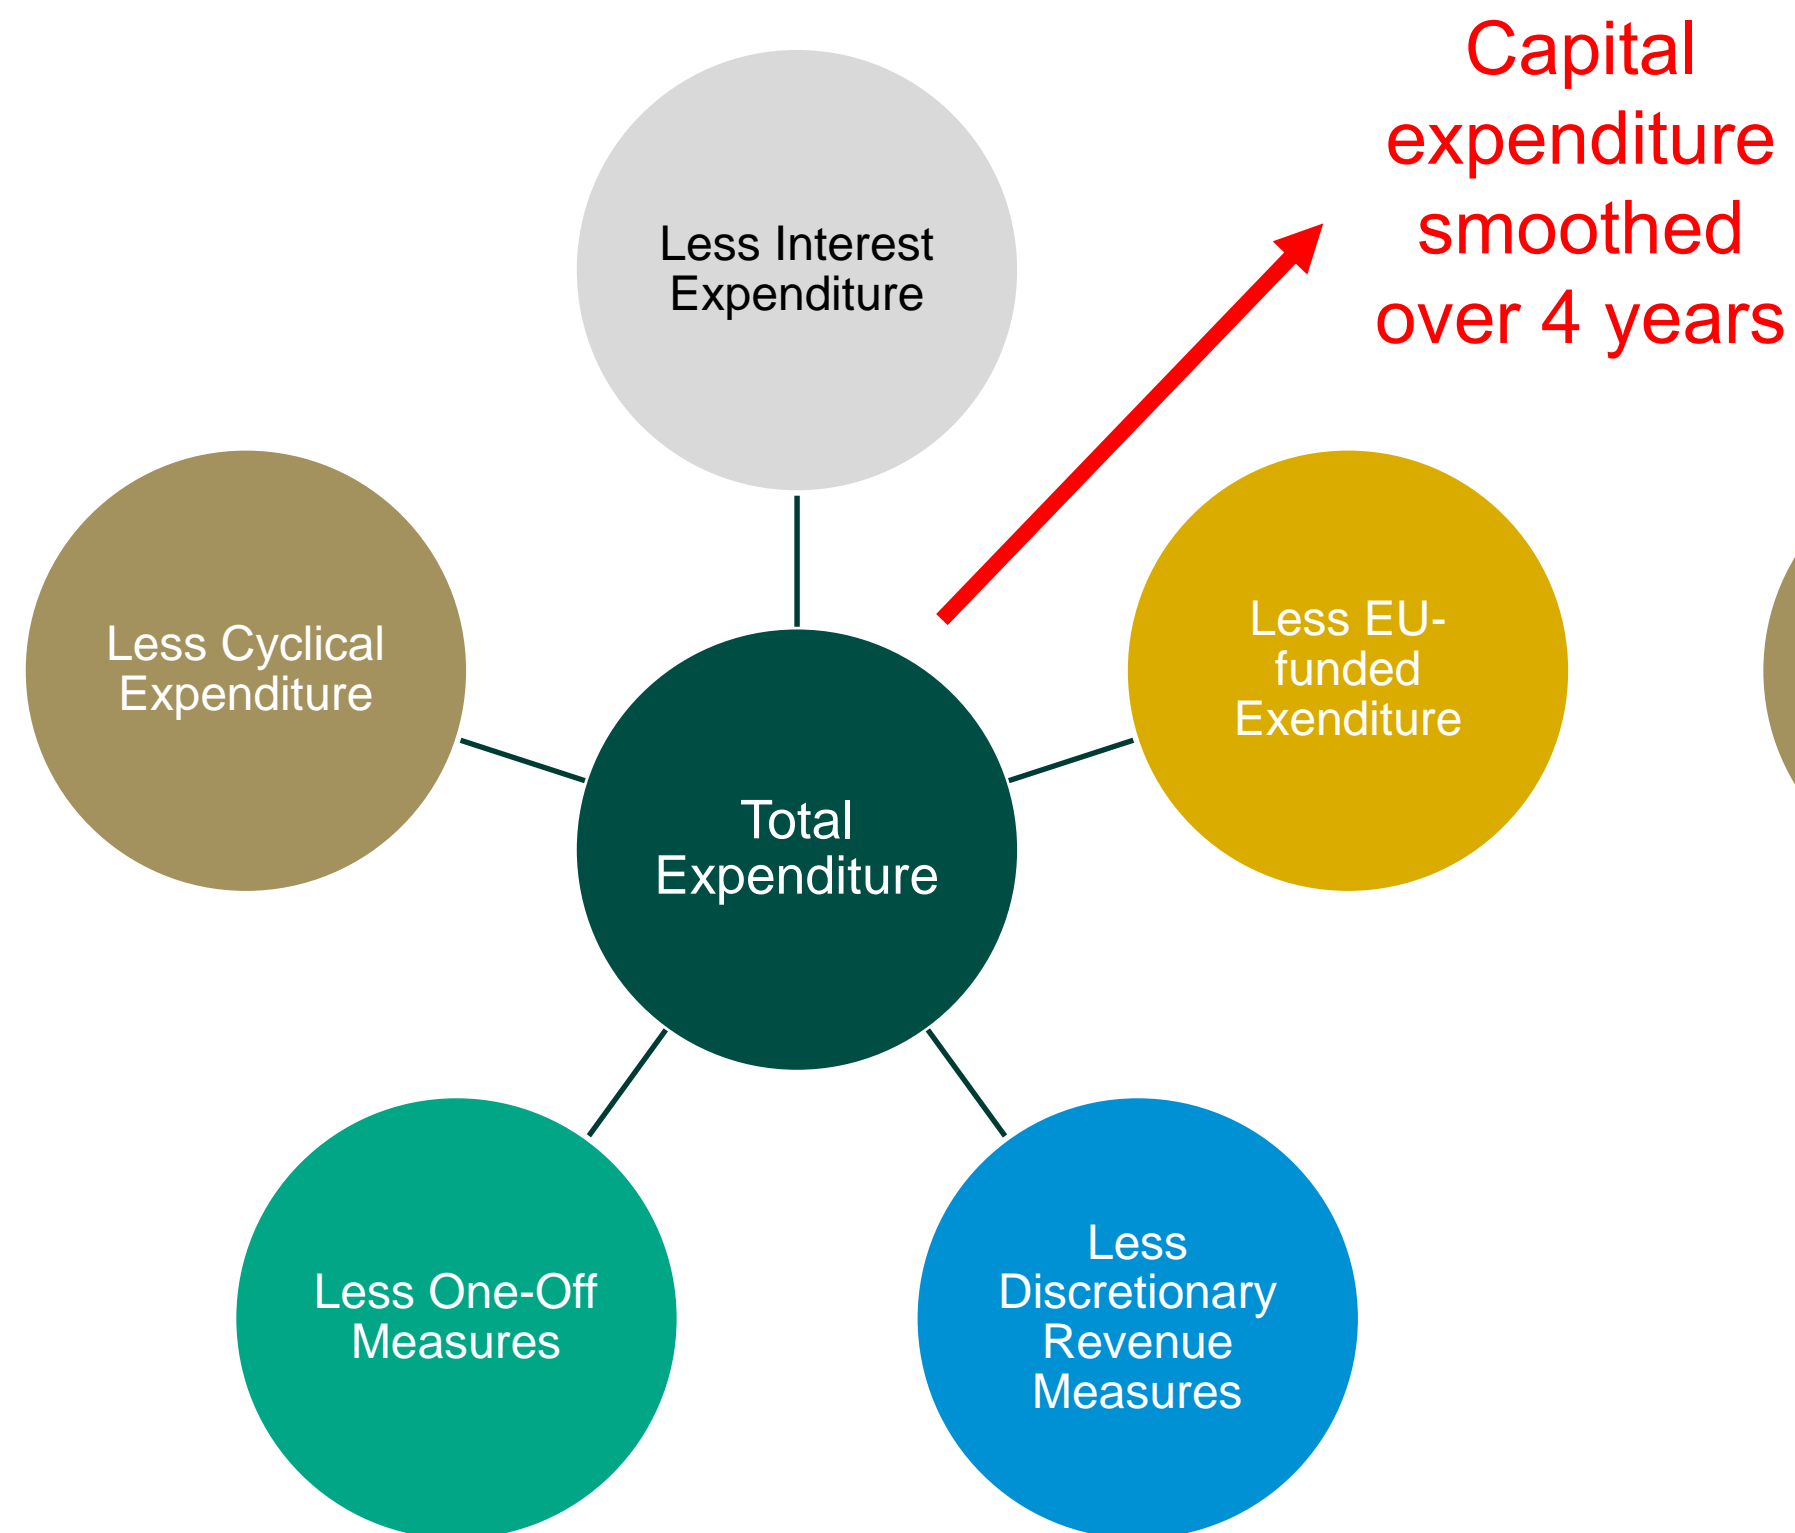 Capital
expenditure
smoothed
over 4 years
Less Interest
Expenditure
Less Cyclical
Expenditure
Less EU-
funded
Exenditure
Total
Expenditure
Less One-Off
Measures
Less
Discretionary
Revenue
Measures